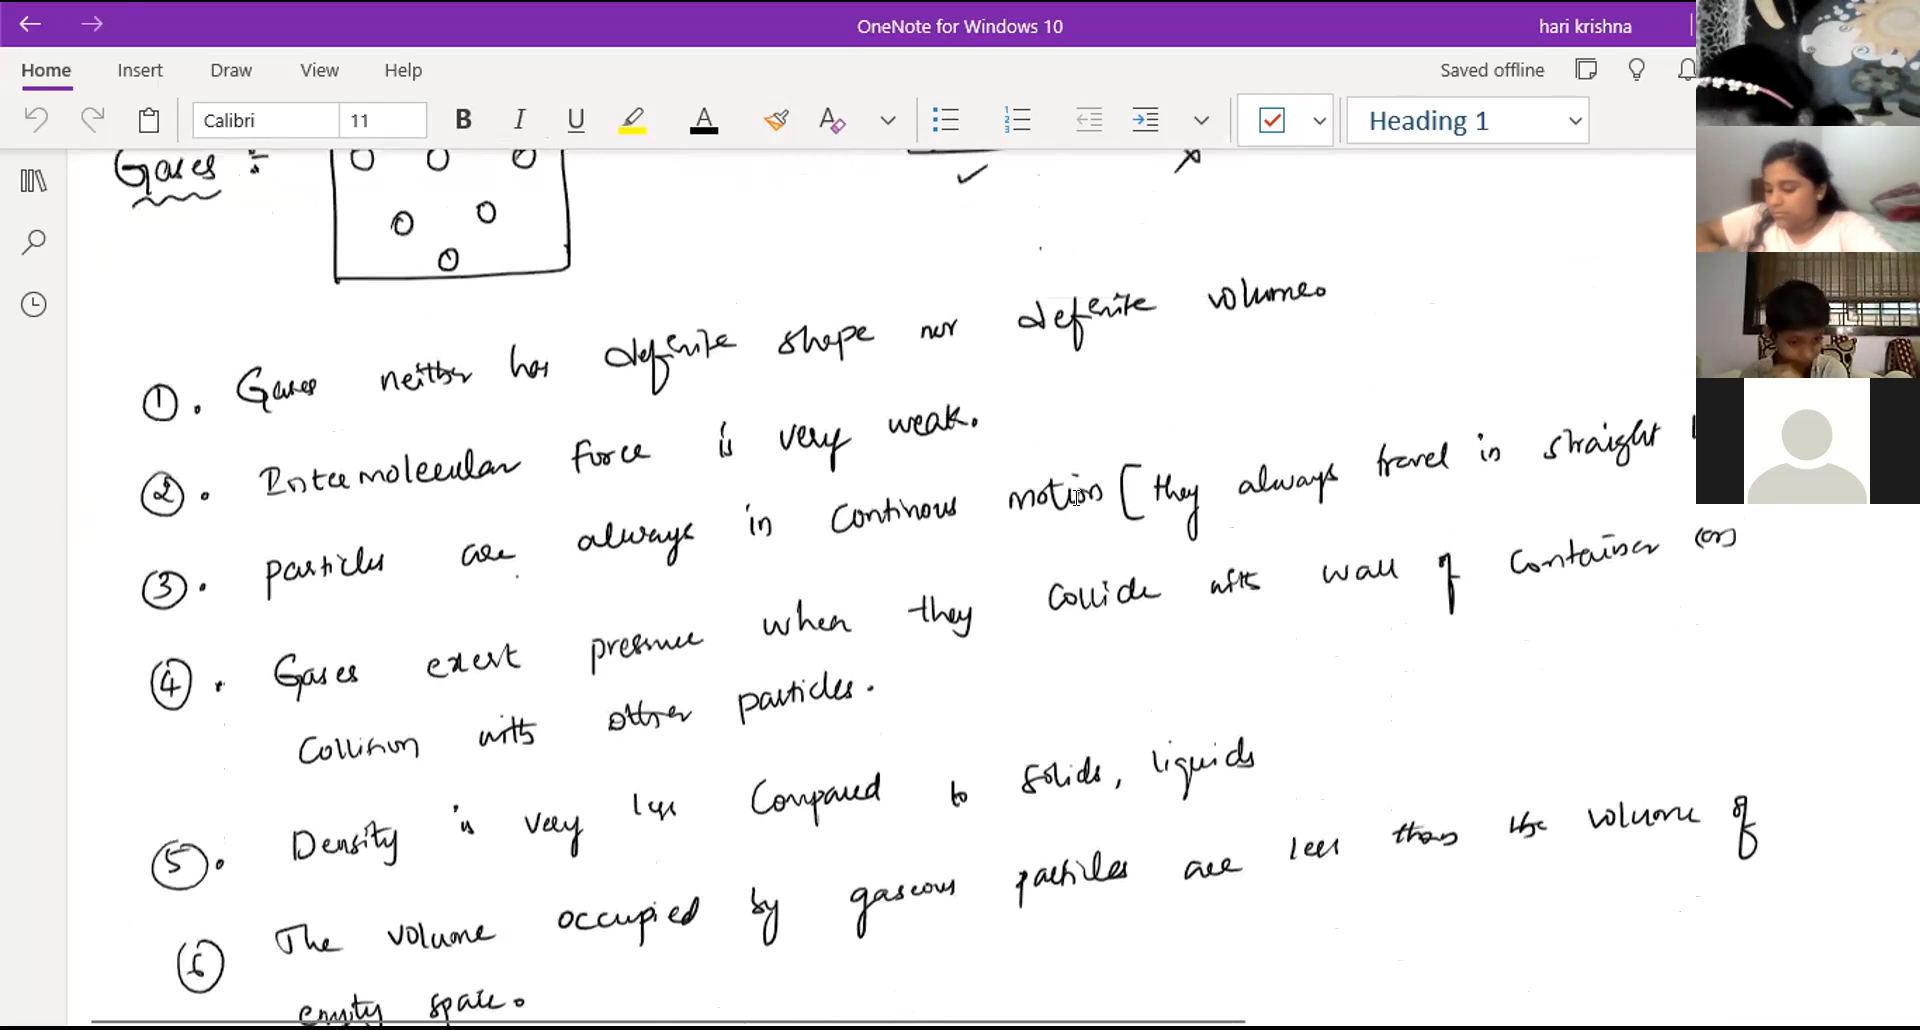 OneNote for Windows 10
hari krishna
Home Insert Draw View Help
Saved offline
Calibri 11 B I U A A Heading 1
Gases :-
①. Gases neither has definite shape nor definite volume.
②. Intermolecular force is very weak.
③. particles are always in continous motion [they always travel in straight
④. Gases exert pressure when they collide with wall of container (or)
collision with other particles.
⑤. Density is very less compared to solids, liquids
⑥ The volume occupied by gaseous particles are less than the volume of
empty space.